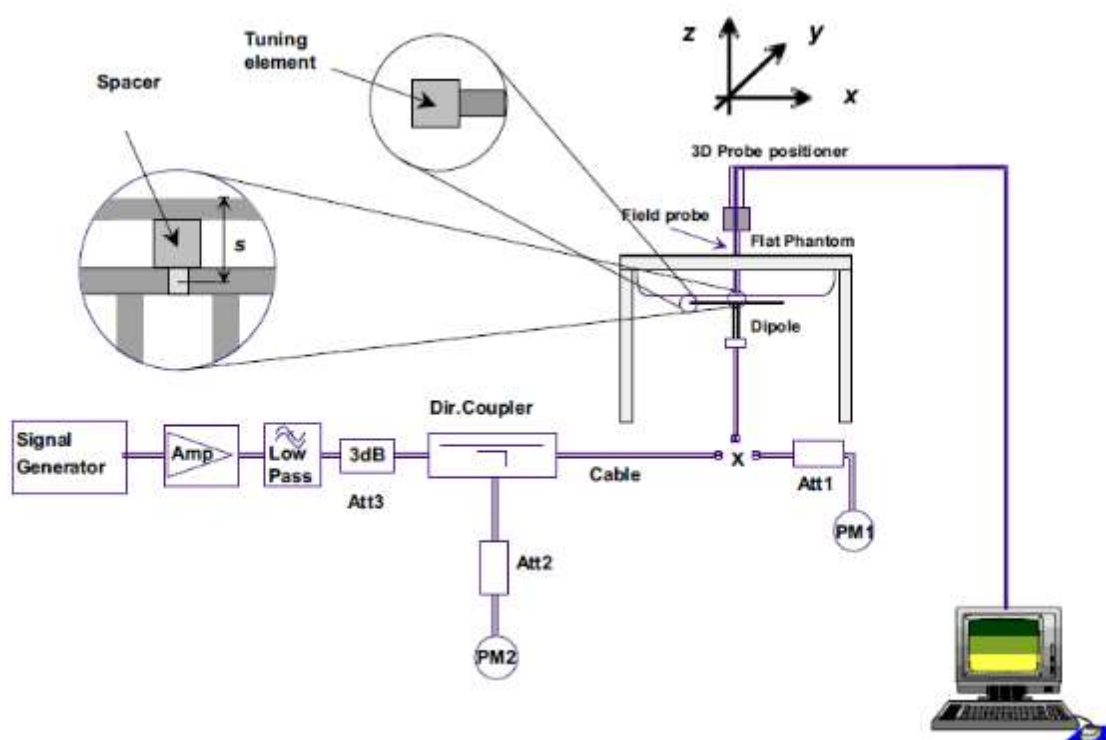 Tuning
element
Spacer
s
z
y
x
3D Probe positioner
Field probe
Flat Phantom
Dipole
Dir.Coupler
Signal
Generator
Amp
Low
Pass
3dB
Att3
Cable
X
Att1
PM1
Att2
PM2